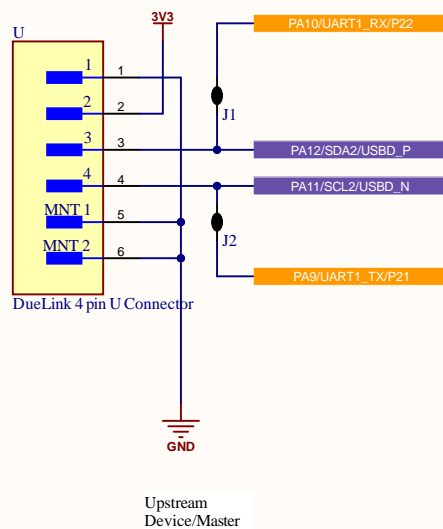 U
3V3
PA10/UART1_RX/P22
1
1
2
2
J1
3
3
PA12/SDA2/USBD_P
4
4
PA11/SCL2/USBD_N
MNT 1
5
J2
MNT 2
6
PA9/UART1_TX/P21
DueLink 4 pin U Connector
GND
Upstream
Device/Master